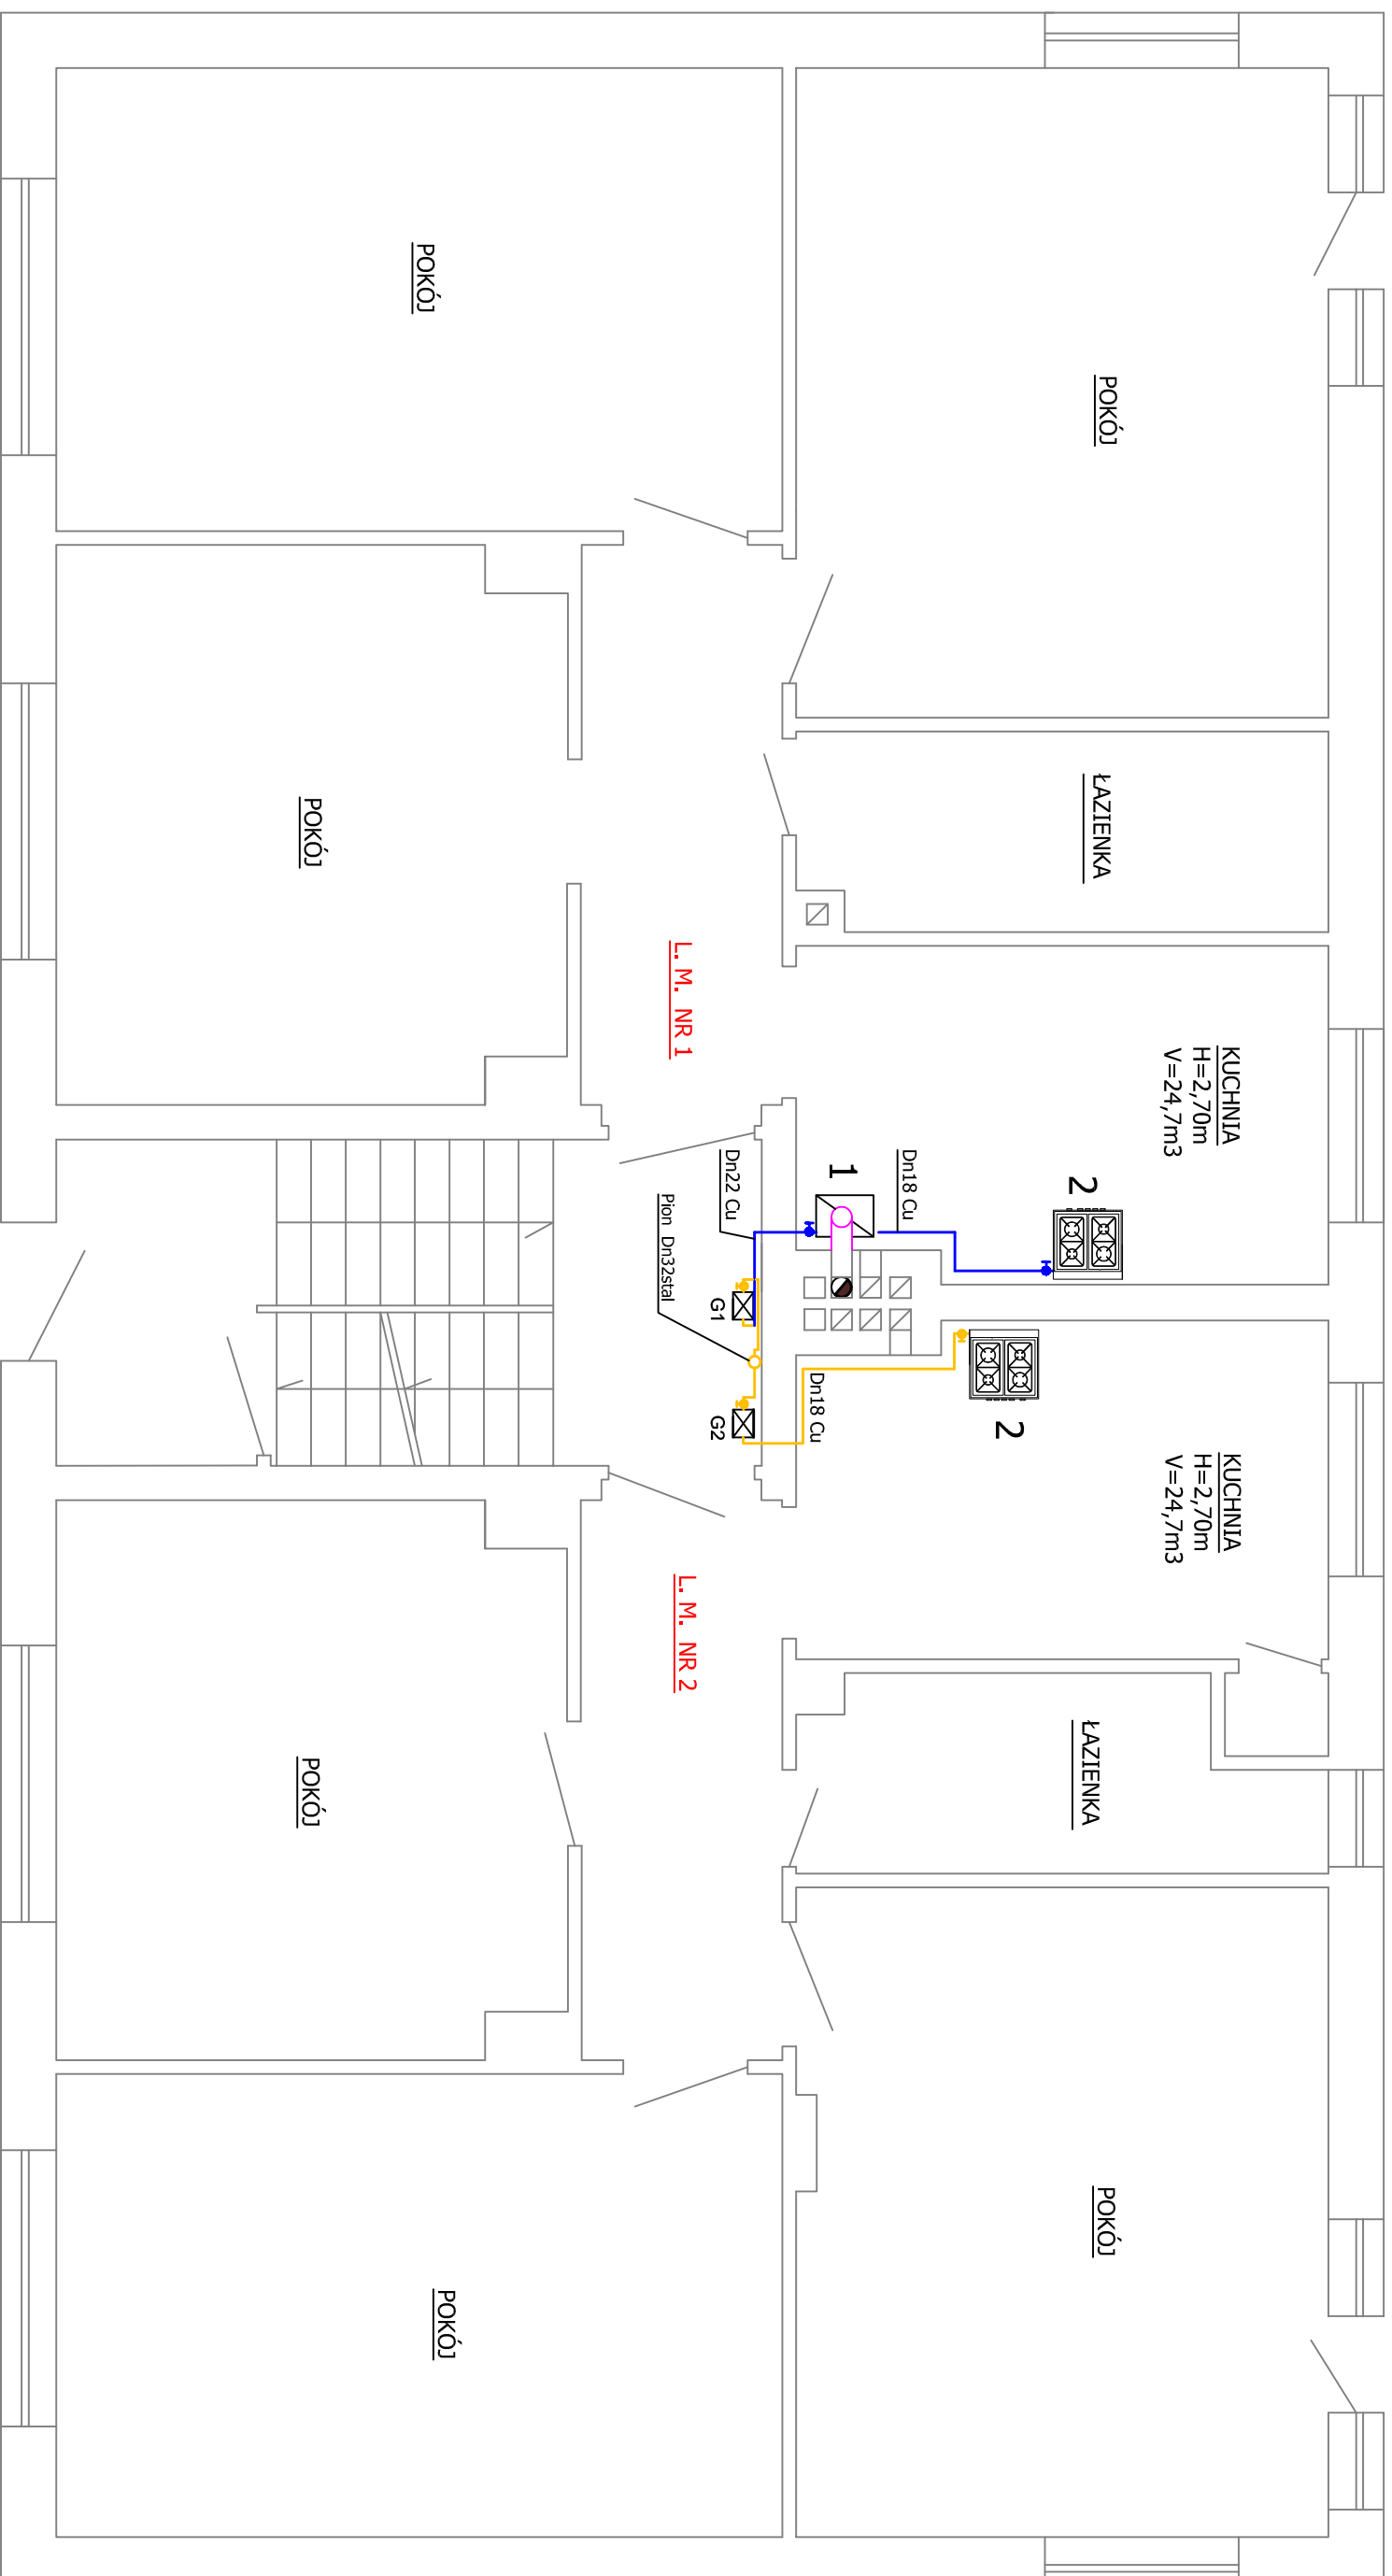 POKÓJ
POKÓJ
ŁAZIENKA
POKÓJ
L. M. NR 1
KUCHNIA
H=2,70m
V=24,7m3
2
Dn18 Cu
1
Dn22 Cu
Pion Dn32stal
G1
G2
Dn18 Cu
2
KUCHNIA
H=2,70m
V=24,7m3
L. M. NR 2
ŁAZIENKA
POKÓJ
POKÓJ
POKÓJ